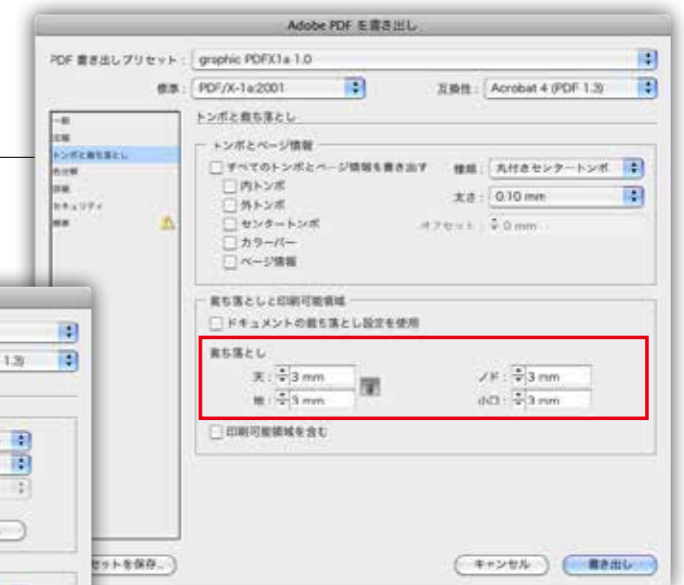 Adobe PDF を書き出し
PDF 書き出しプリセット : graphic PDFX1a 1.0
標準 : PDF/X-1a:2001
互換性 : Acrobat 4 (PDF 1.3)
一般
圧縮
トンボと裁ち落とし
色分解
詳細
セキュリティ
概要
トンボと裁ち落とし
トンボとページ情報
すべてのトンボとページ情報を書き出す
種類 : 丸付きセンタートンボ
内トンボ
太さ : 0.10 mm
外トンボ
センタートンボ
オフセット : 0 mm
カラーバー
ページ情報
裁ち落としと印刷可能領域
ドキュメントの裁ち落とし設定を使用
裁ち落とし
天 : 3 mm
ノド : 3 mm
地 : 3 mm
小口 : 3 mm
印刷可能領域を含む
1.3)
セットを保存...
キャンセル
書き出し